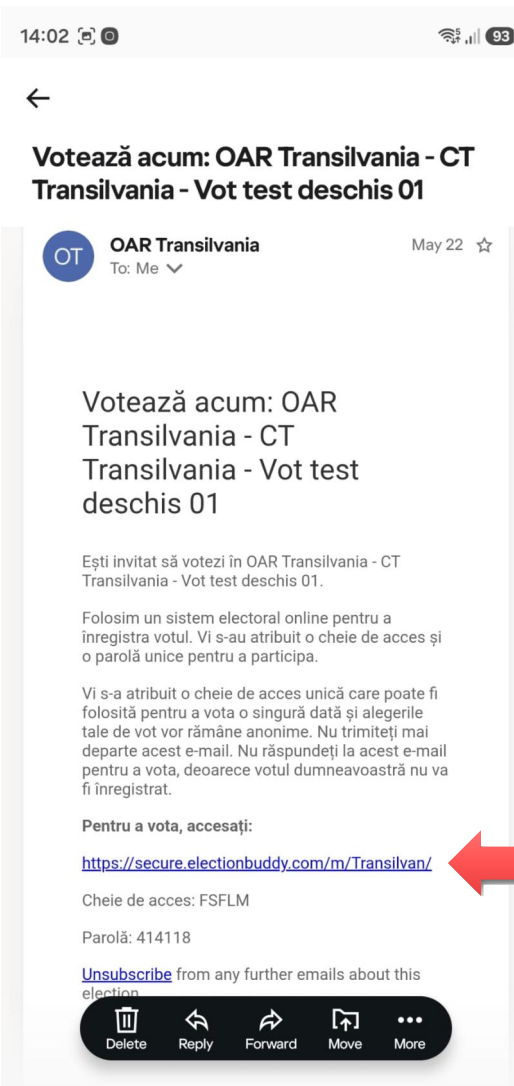 14:02
93
Votează acum: OAR Transilvania - CT
Transilvania - Vot test deschis 01
OT
OAR Transilvania
May 22
To: Me
Votează acum: OAR
Transilvania - CT
Transilvania - Vot test
deschis 01
Ești invitat să votezi în OAR Transilvania - CT
Transilvania - Vot test deschis 01.
Folosim un sistem electoral online pentru a
înregistra votul. Vi s-au atribuit o cheie de acces și
o parolă unice pentru a participa.
Vi s-a atribuit o cheie de acces unică care poate fi
folosită pentru a vota o singură dată și alegerile
tale de vot vor rămâne anonime. Nu trimiteți mai
departe acest e-mail. Nu răspundeți la acest e-mail
pentru a vota, deoarece votul dumneavoastră nu va
fi înregistrat.
Pentru a vota, accesați:
https://secure.electionbuddy.com/m/Transilvan/
Cheie de acces: FSFLM
Parolă: 414118
Unsubscribe from any further emails about this
election
Delete Reply Forward Move More